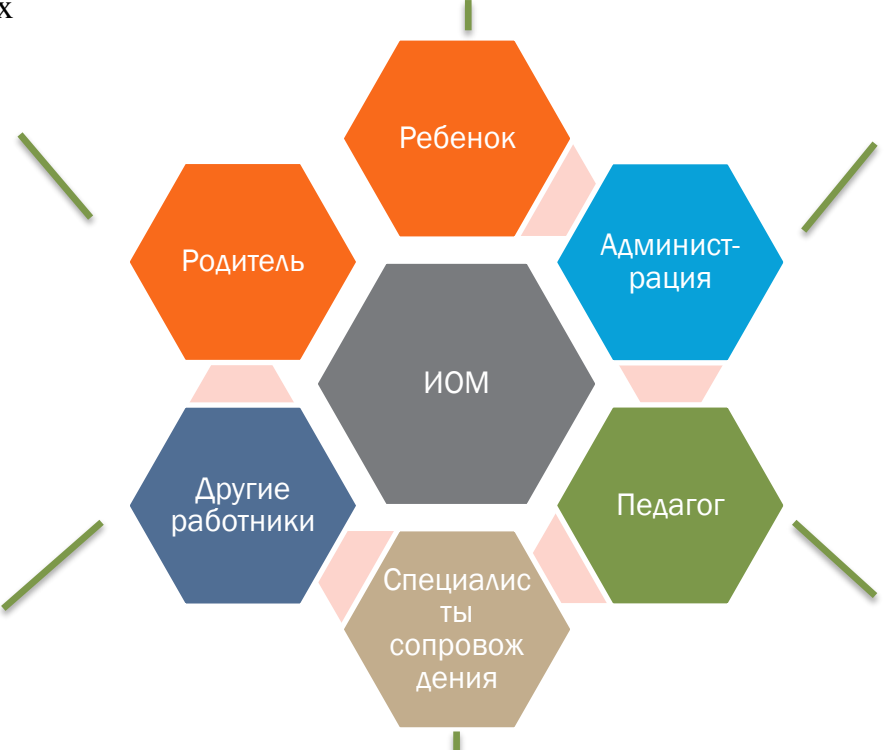 х
Ребенок
Админист-
рация
Родитель
ИОМ
Другие
работники
Педагог
Специалис
ты
сопровож
дения